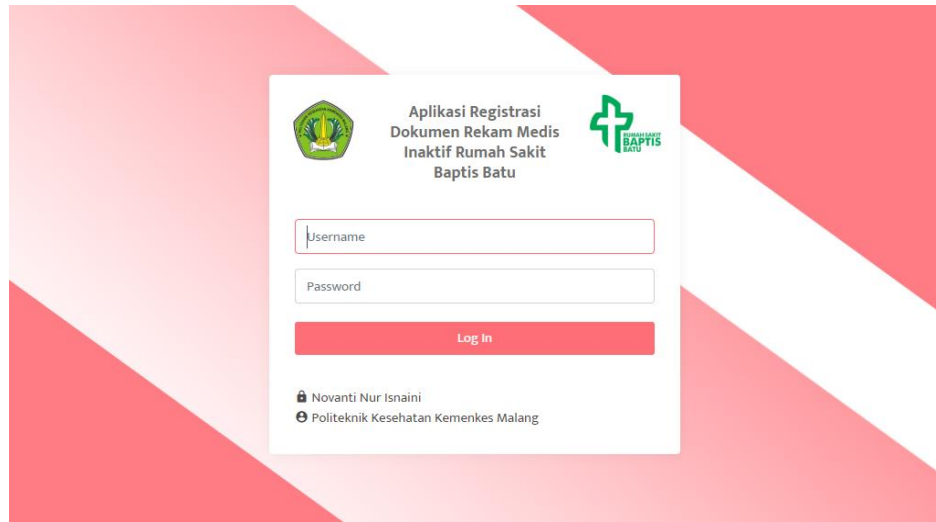 Aplikasi Registrasi
Dokumen Rekam Medis
Inaktif Rumah Sakit
Baptis Batu
RUMAH SAKIT
BAPTIS
BATU
Username
Password
Log In
Novanti Nur Isnaini
Politeknik Kesehatan Kemenkes Malang